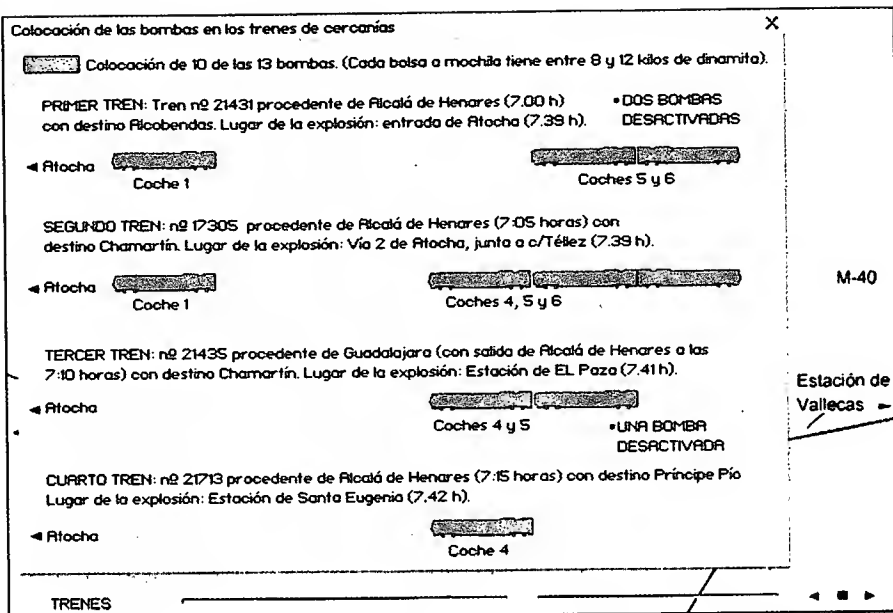 Colocación de las bombas en los trenes de cercanías X
Colocación de 10 de las 13 bombas. (Cada bolsa a mochila tiene entre 8 y 12 kilos de dinamita).
PRIMER TREN: Tren nº 21431 procedente de Alcalá de Henares (7.00 h)
con destino Alcobendas. Lugar de la explosión: entrada de Atocha (7.39 h).
•DOS BOMBAS
DESACTIVADAS
◄ Atocha
Coche 1
Coches 5 y 6
SEGUNDO TREN: nº 17305 procedente de Alcalá de Henares (7:05 horas) con
destino Chamartín. Lugar de la explosión: Vía 2 de Atocha, junto a c/Téllez (7.39 h).
◄ Atocha
Coche 1
Coches 4, 5 y 6
M-40
TERCER TREN: nº 21435 procedente de Guadalajara (con salida de Alcalá de Henares a las
7:10 horas) con destino Chamartín. Lugar de la explosión: Estación de EL Pozo (7.41 h).
◄ Atocha
Coches 4 y 5
•UNA BOMBA
DESACTIVADA
Estación de
Vallecas ►
CUARTO TREN: nº 21713 procedente de Alcalá de Henares (7:15 horas) con destino Príncipe Pío
Lugar de la explosión: Estación de Santa Eugenia (7.42 h).
◄ Atocha
Coche 4
TRENES